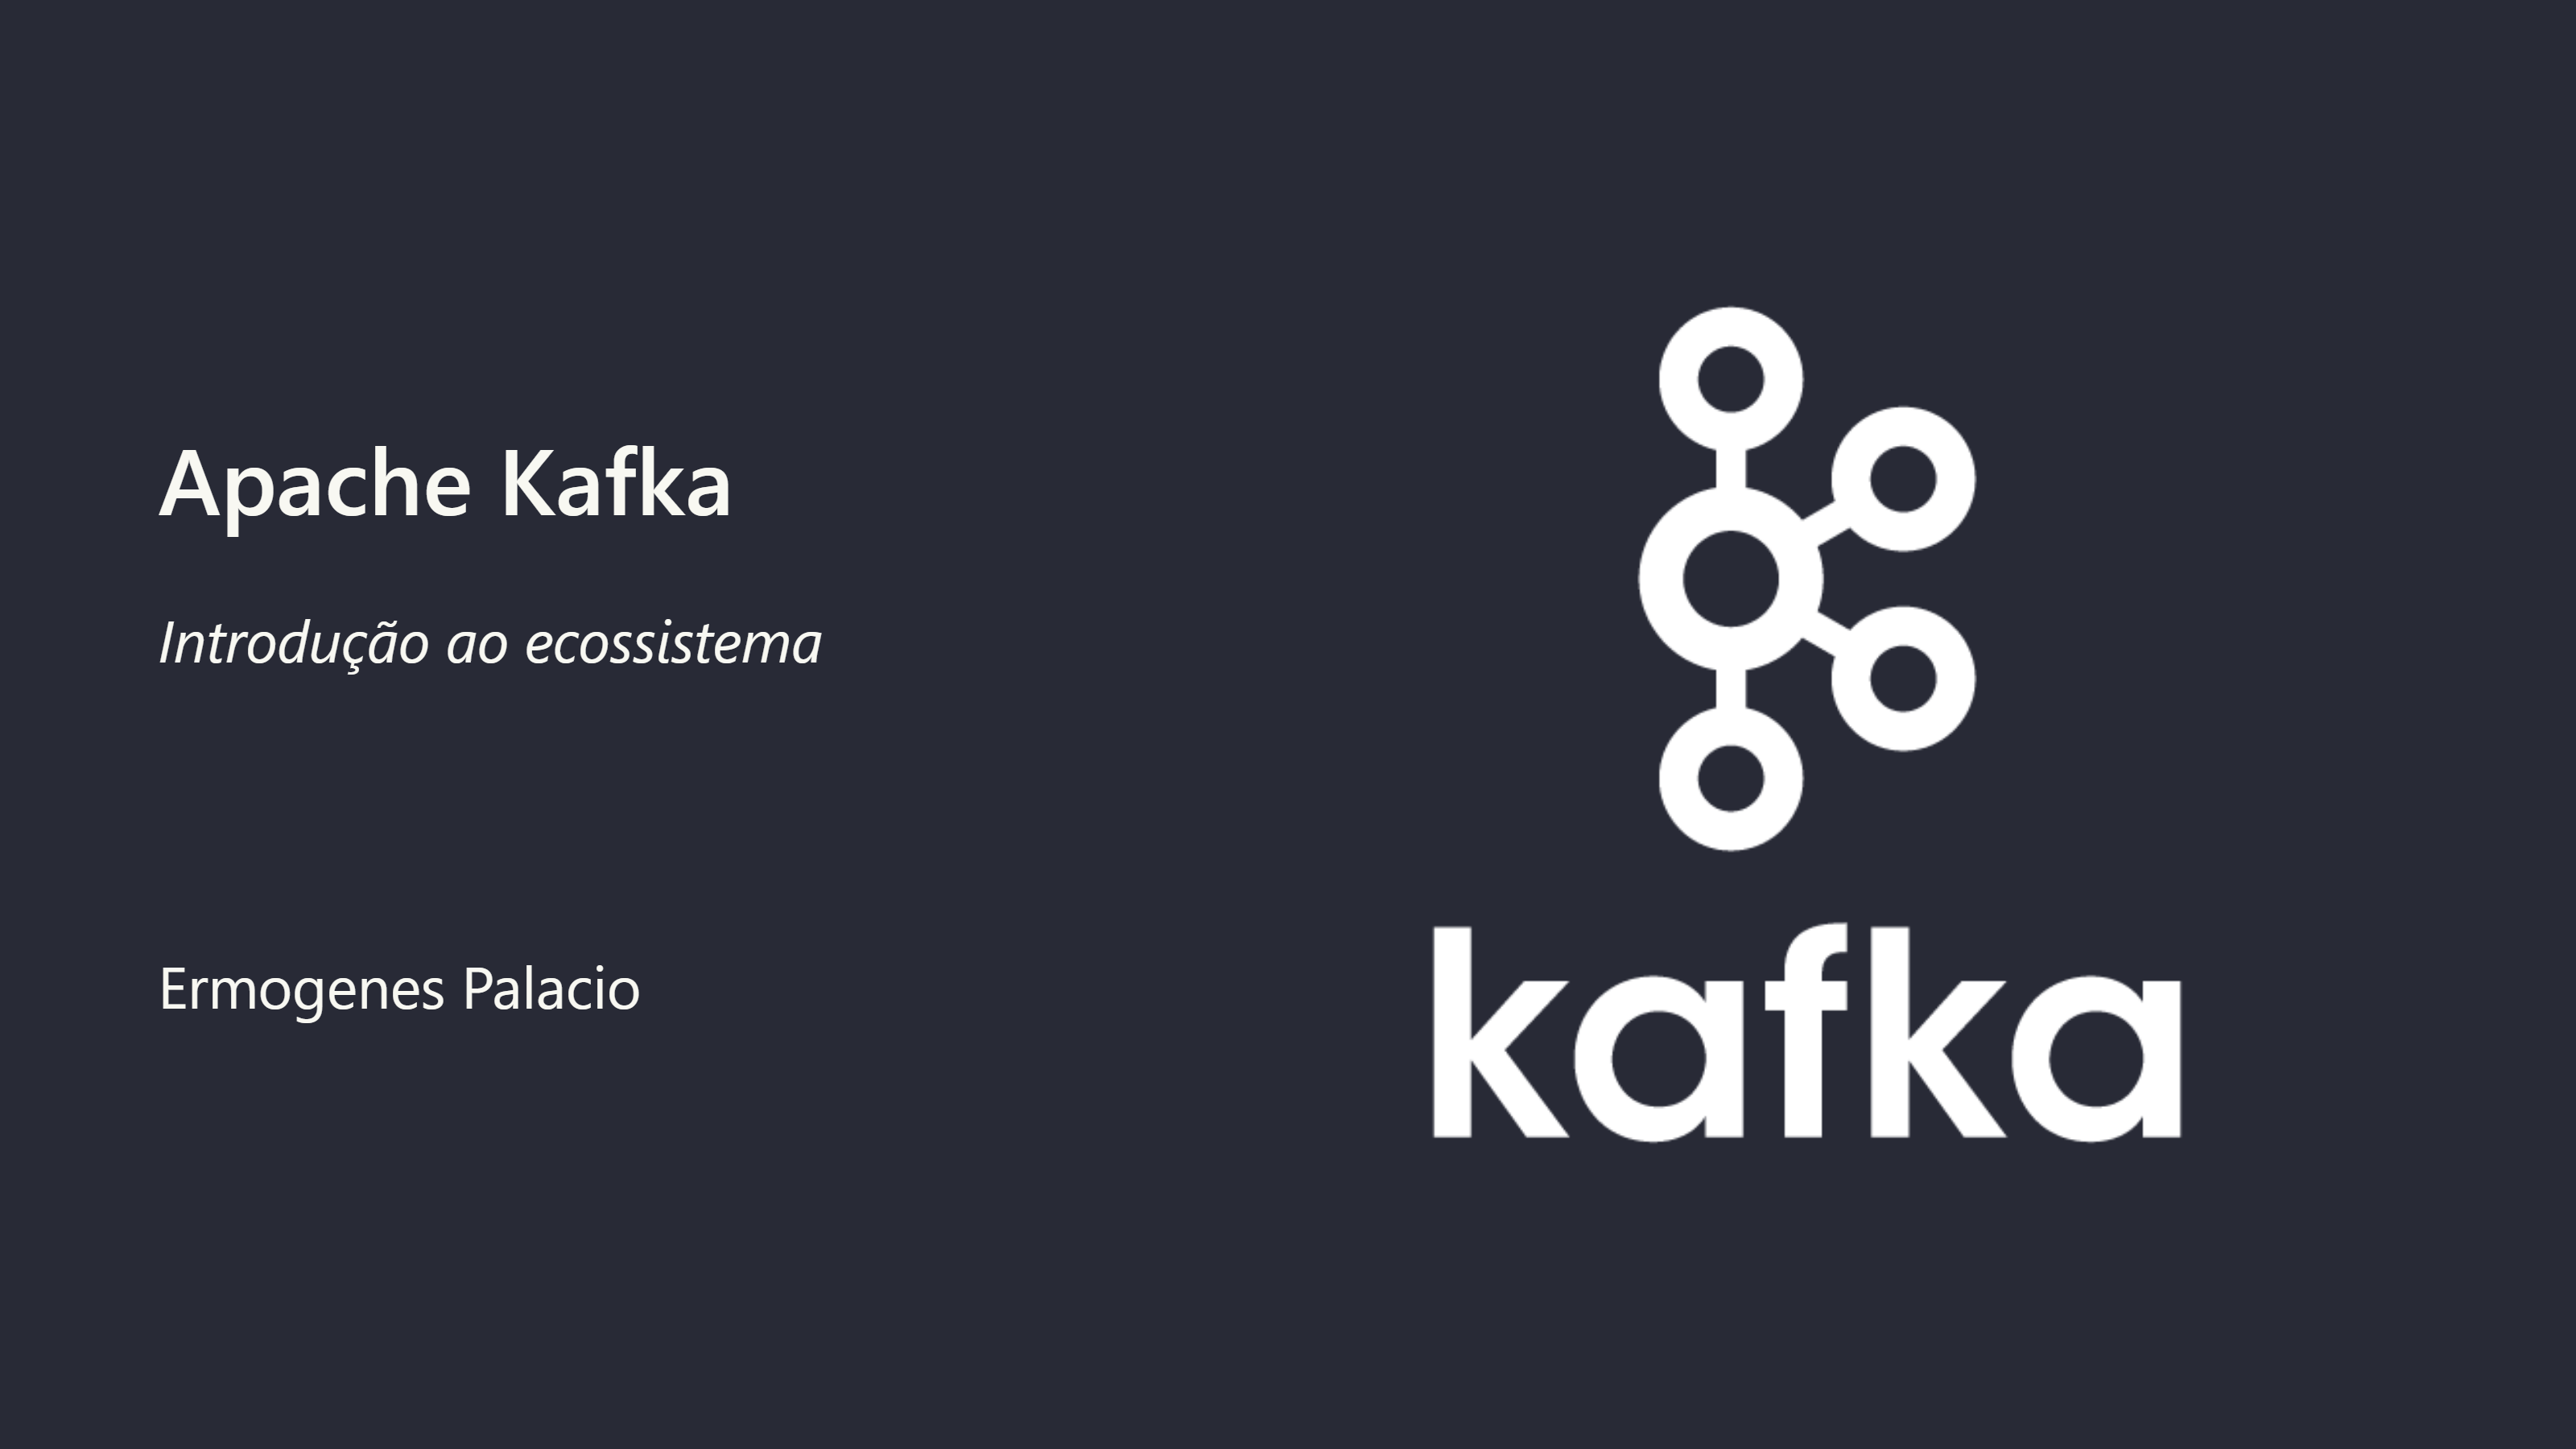 Apache Kafka
Introdução ao ecossistema
Ermogenes Palacio
kafka